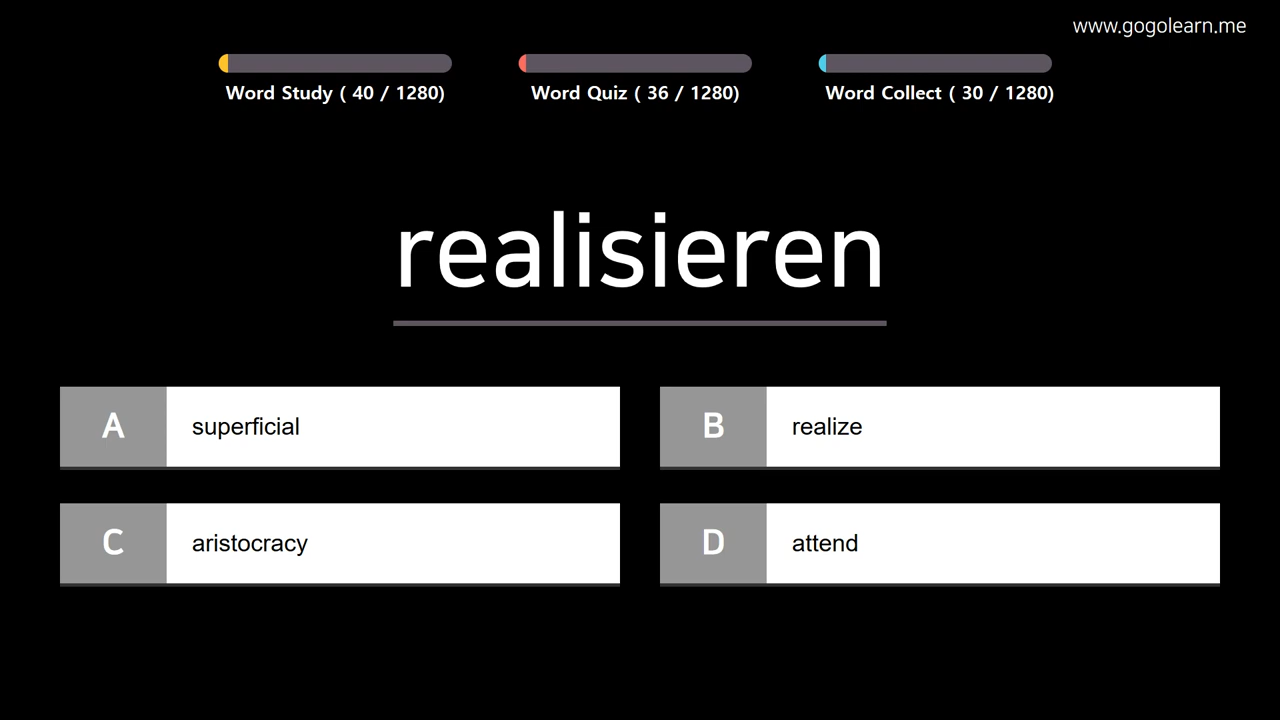 www.gogolearn.me
Word Study ( 40 / 1280)
Word Quiz ( 36 / 1280)
Word Collect ( 30 / 1280)
realisieren
A superficial
B realize
C aristocracy
D attend